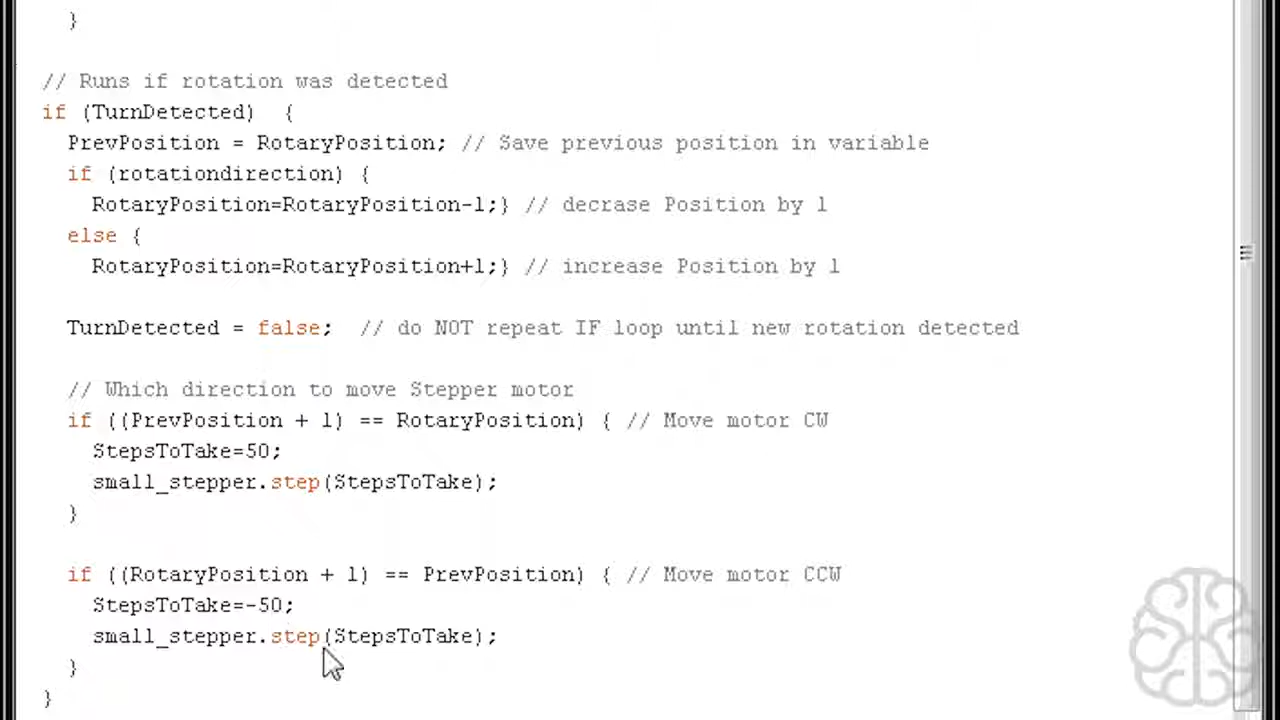 }
// Runs if rotation was detected
if (TurnDetected)  {
PrevPosition = RotaryPosition; // Save previous position in variable
if (rotationdirection) {
RotaryPosition=RotaryPosition-1;} // decrase Position by 1
else {
RotaryPosition=RotaryPosition+1;} // increase Position by 1
TurnDetected = false;  // do NOT repeat IF loop until new rotation detected
// Which direction to move Stepper motor
if ((PrevPosition + 1) == RotaryPosition) { // Move motor CW
StepsToTake=50;
small_stepper.step(StepsToTake);
}
if ((RotaryPosition + 1) == PrevPosition) { // Move motor CCW
StepsToTake=-50;
small_stepper.step(StepsToTake);
}
}